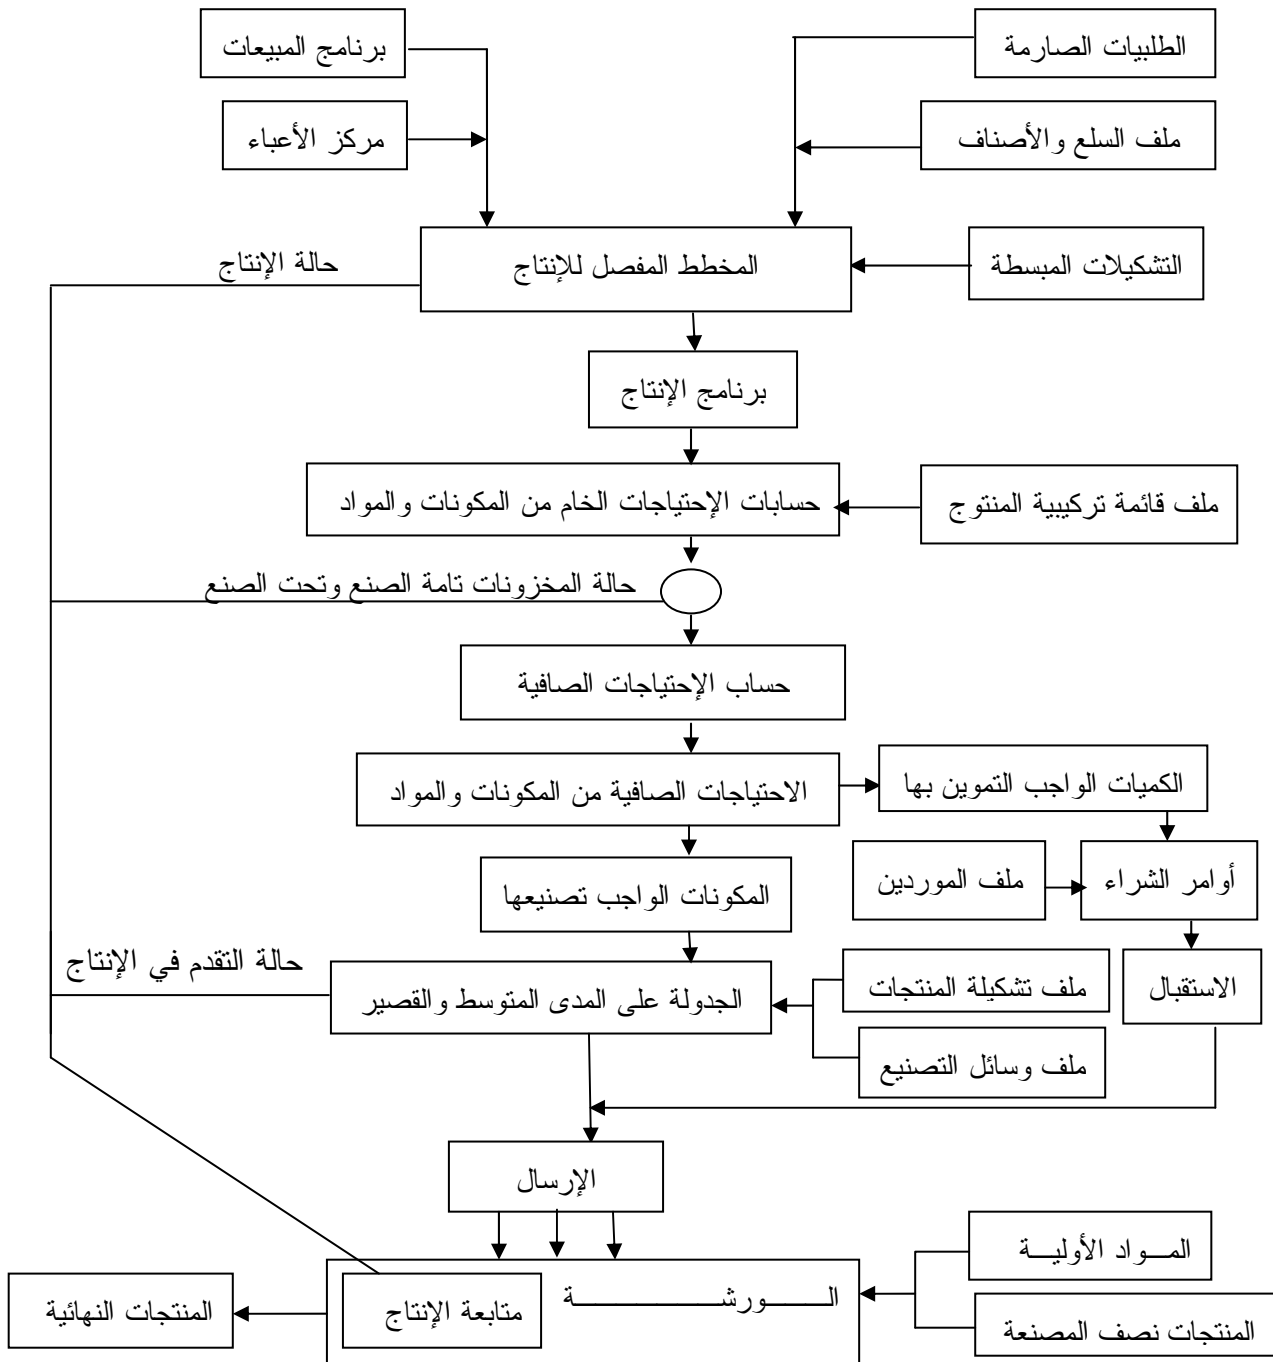 الطلبيات الصارمة
برنامج المبيعات
ملف السلع والأصناف
مركز الأعباء
التشكيلات المبسطة
المخطط المفصل للإنتاج
حالة الإنتاج
برنامج الإنتاج
ملف قائمة تركيبية المنتوج
حسابات الإحتياجات الخام من المكونات والمواد
حالة المخزونات تامة الصنع وتحت الصنع
حساب الإحتياجات الصافية
الكميات الواجب التموين بها
الاحتياجات الصافية من المكونات والمواد
أوامر الشراء
ملف الموردين
المكونات الواجب تصنيعها
الاستقبال
ملف تشكيلة المنتجات
الجدولة على المدى المتوسط والقصير
حالة التقدم في الإنتاج
ملف وسائل التصنيع
الإرسال
المـــواد الأوليـــة
الـــــورشـــــــــــة
متابعة الإنتاج
المنتجات النهائية
المنتجات نصف المصنعة